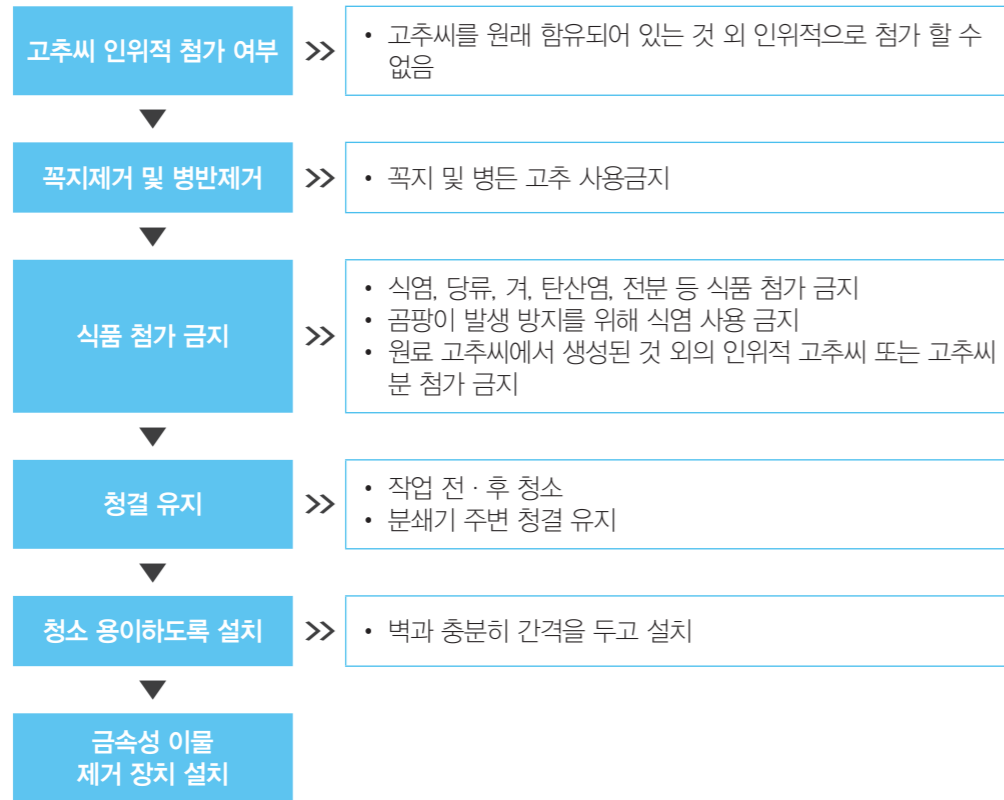 고추씨 인위적 첨가 여부
• 고추씨를 원래 함유되어 있는 것 외 인위적으로 첨가 할 수
없음
꼭지제거 및 병반제거
• 꼭지 및 병든 고추 사용금지
식품 첨가 금지
• 식염, 당류, 겨, 탄산염, 전분 등 식품 첨가 금지
• 곰팡이 발생 방지를 위해 식염 사용 금지
• 원료 고추씨에서 생성된 것 외의 인위적 고추씨 또는 고추씨
분 첨가 금지
청결 유지
• 작업 전 · 후 청소
• 분쇄기 주변 청결 유지
청소 용이하도록 설치
• 벽과 충분히 간격을 두고 설치
금속성 이물
제거 장치 설치